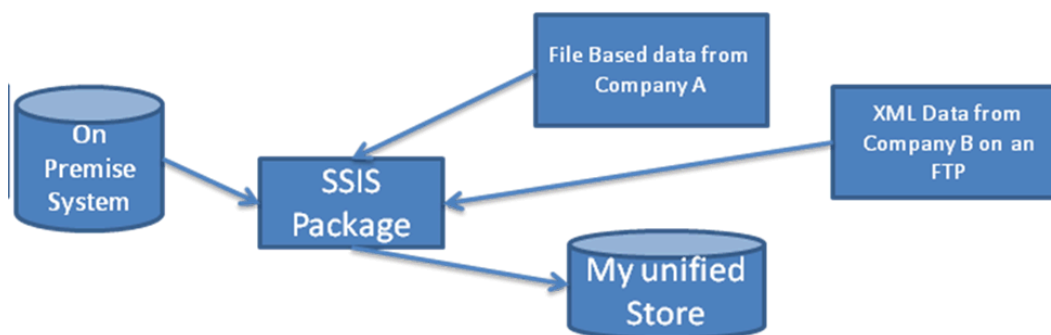 File Based data from
Company A
On
Premise
System
XML Data from
Company B on an
FTP
SSIS
Package
My unified
Store